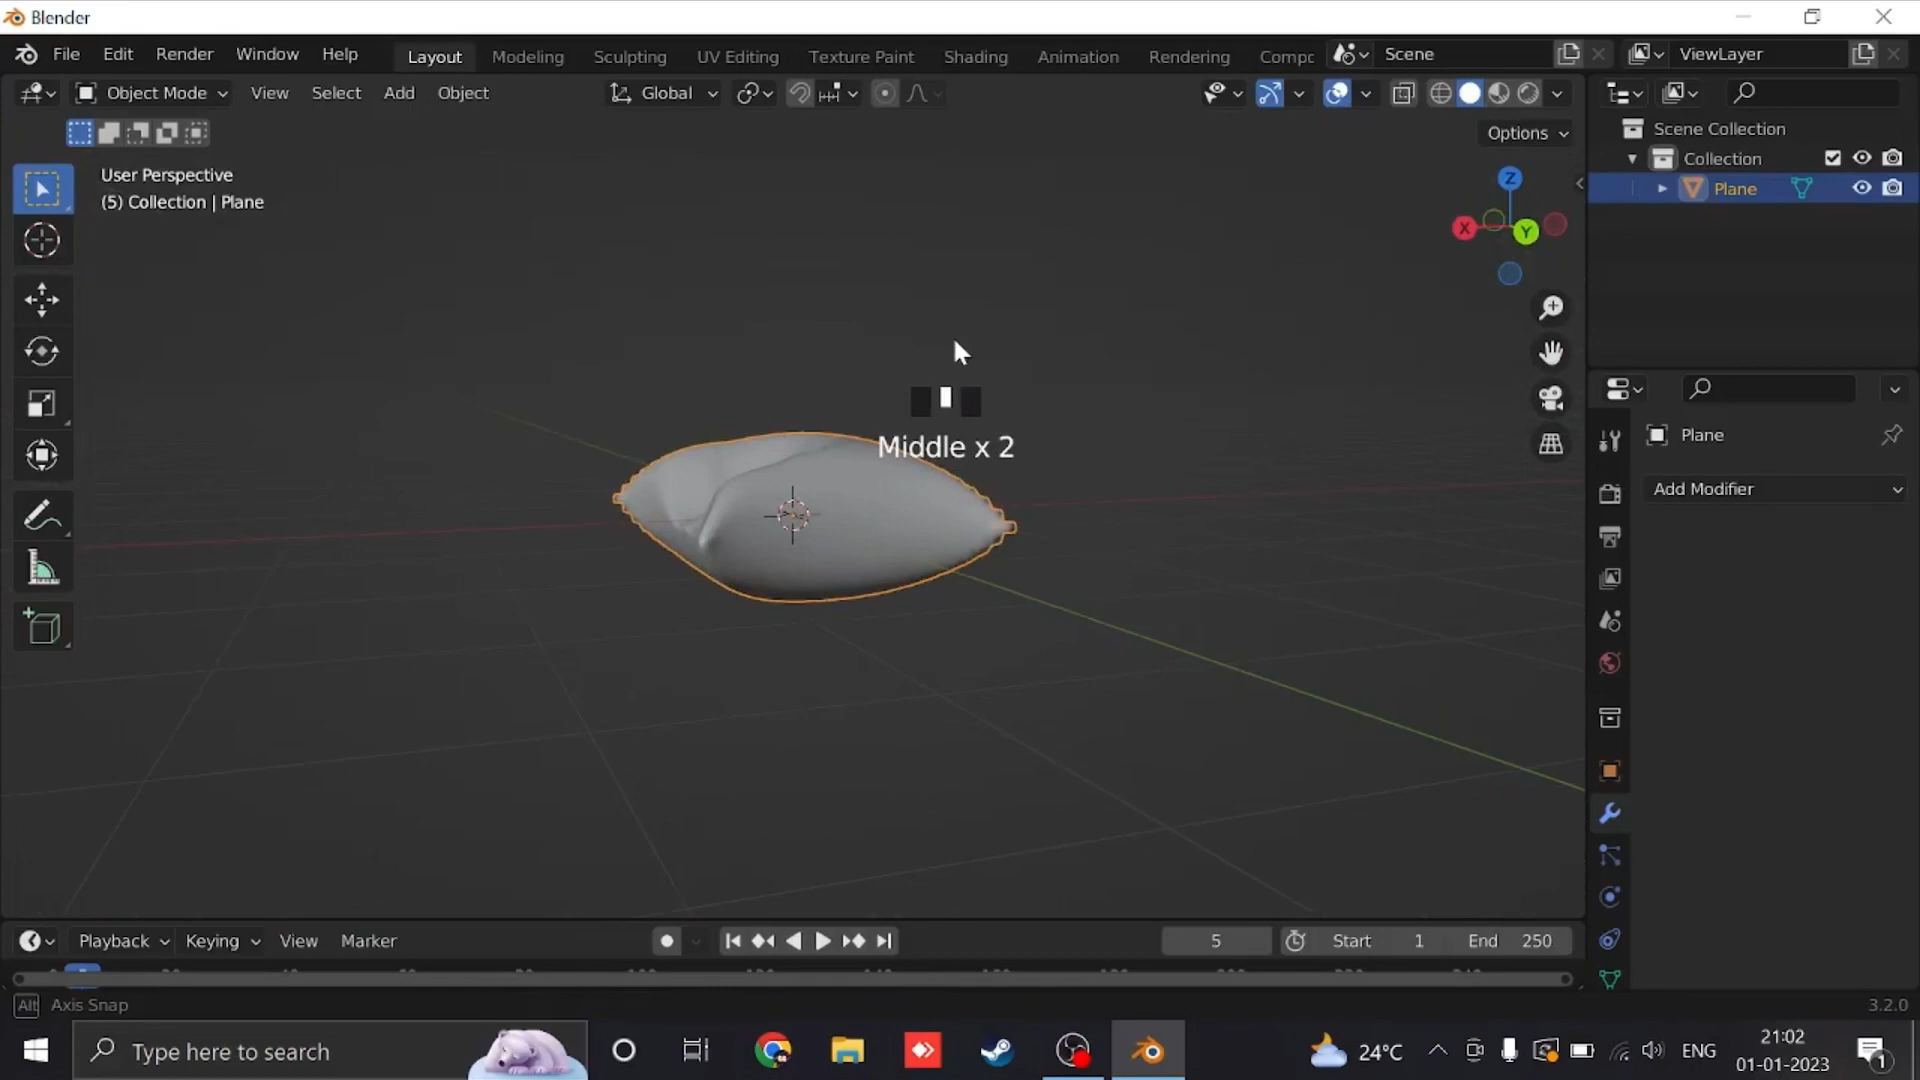 Blender
File Edit Render Window Help Layout Modeling Sculpting UV Editing Texture Paint Shading Animation Rendering Compc Scene ViewLayer
Object Mode View Select Add Object Global
Options
User Perspective
(5) Collection | Plane
Z
X
Y
Scene Collection
Collection
Plane
Middle x 2
Plane
Add Modifier
Playback Keying View Marker 5 Start 1 End 250
Alt Axis Snap 3.2.0
Type here to search 24°C ENG 21:02
01-01-2023
1